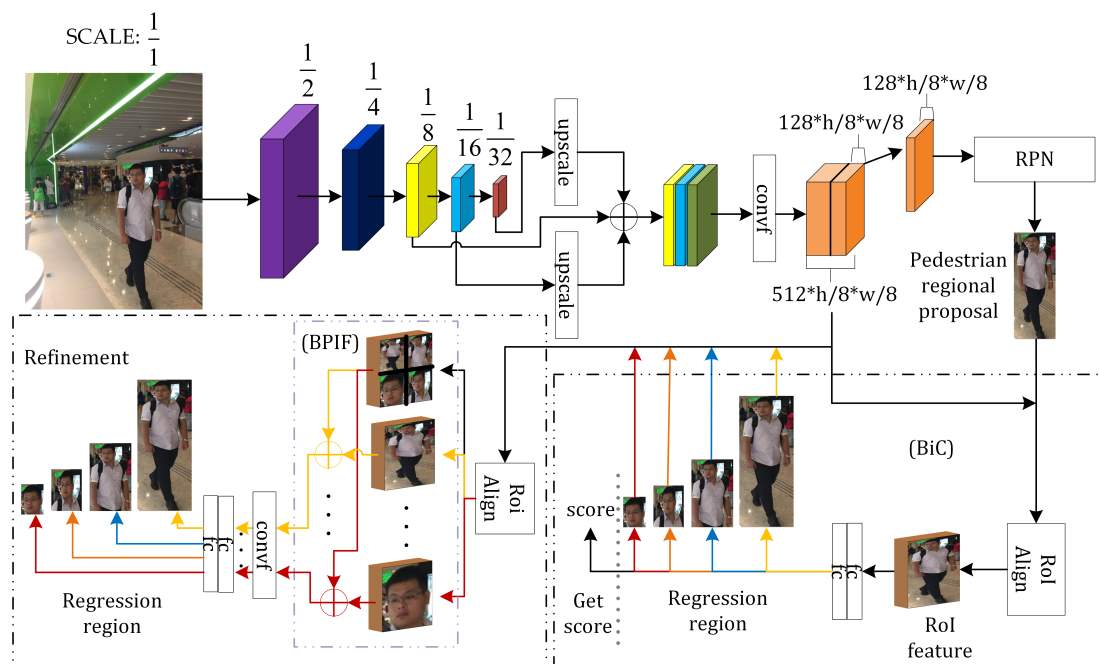 SCALE: 1/1
1/2
1/4
1/8
1/16
1/32
upscale
upscale
convf
128*h/8*w/8
128*h/8*w/8
512*h/8*w/8
RPN
Pedestrian
regional
proposal
Refinement
(BPIF)
Roi
Align
convf
fc
fc
Regression
region
(BiC)
score
Get
score
Regression
region
fc
fc
RoI
feature
RoI
Align